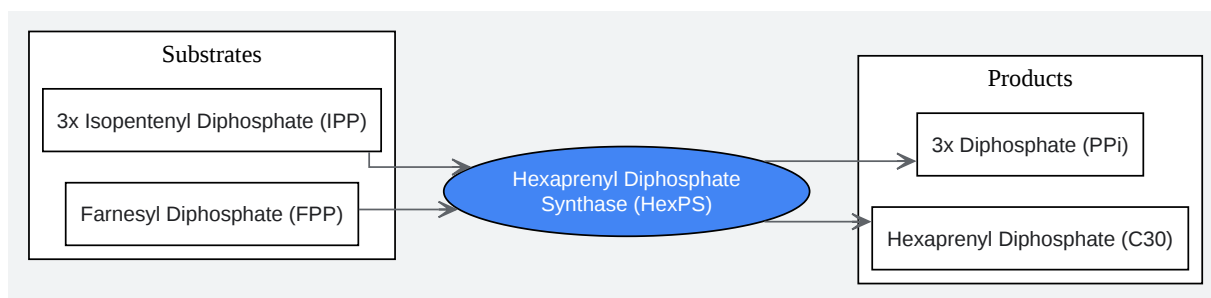 Substrates
3x Isopentenyl Diphosphate (IPP)
Farnesyl Diphosphate (FPP)
Hexaprenyl Diphosphate
Synthase (HexPS)
Products
3x Diphosphate (PPi)
Hexaprenyl Diphosphate (C30)